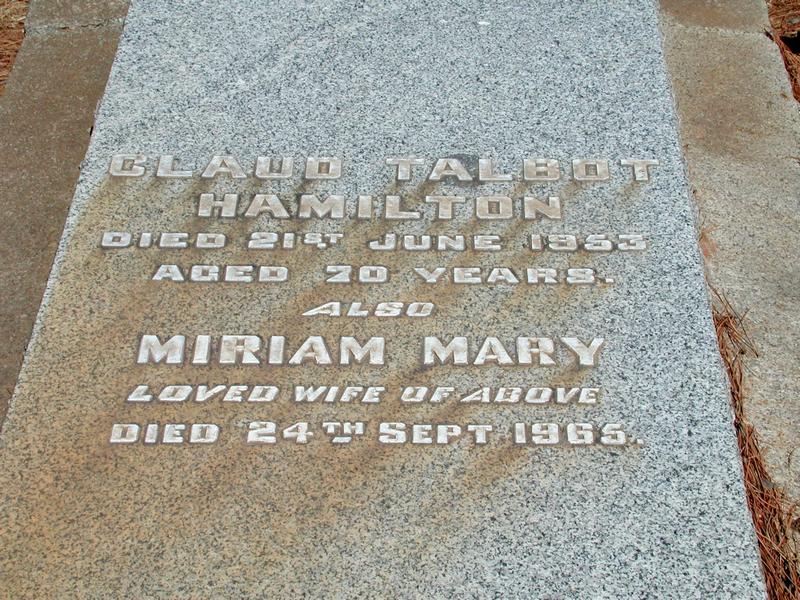 CLAUD TALBOT
HAMILTON
DIED 21ST JUNE 1953
AGED 70 YEARS.
ALSO
MIRIAM MARY
LOVED WIFE OF ABOVE
DIED 24TH SEPT 1965.